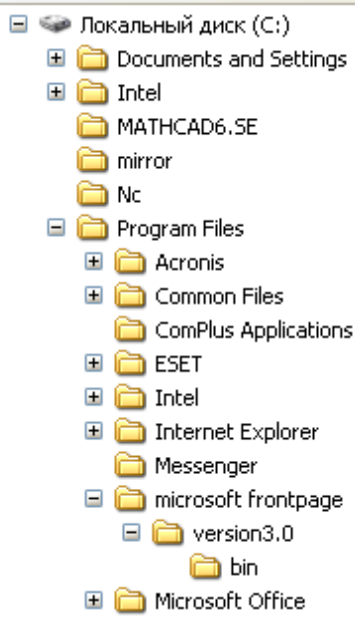 Локальный диск (C:)
Documents and Settings
Intel
MATHCAD6.SE
mirror
Nc
Program Files
Acronis
Common Files
ComPlus Applications
ESET
Intel
Internet Explorer
Messenger
microsoft frontpage
version3.0
bin
Microsoft Office